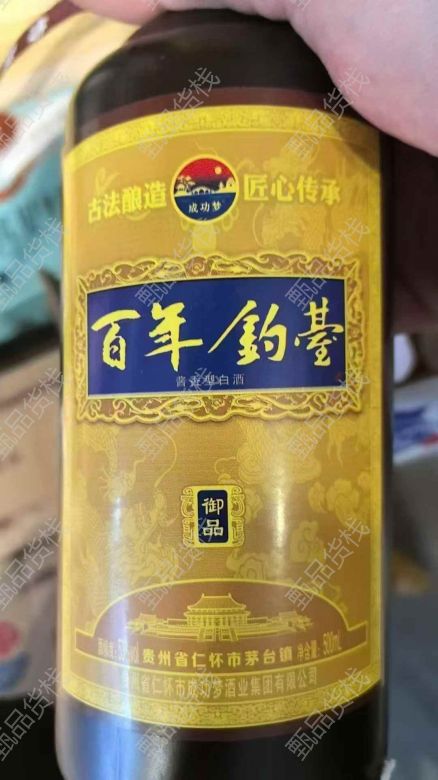 古法酿造 成功梦 匠心传承
百年钓臺
酱香型白酒
御品
贵州省仁怀市茅台镇 净含量:500mL
贵州省仁怀市成功梦酒业集团有限公司
甄品货栈